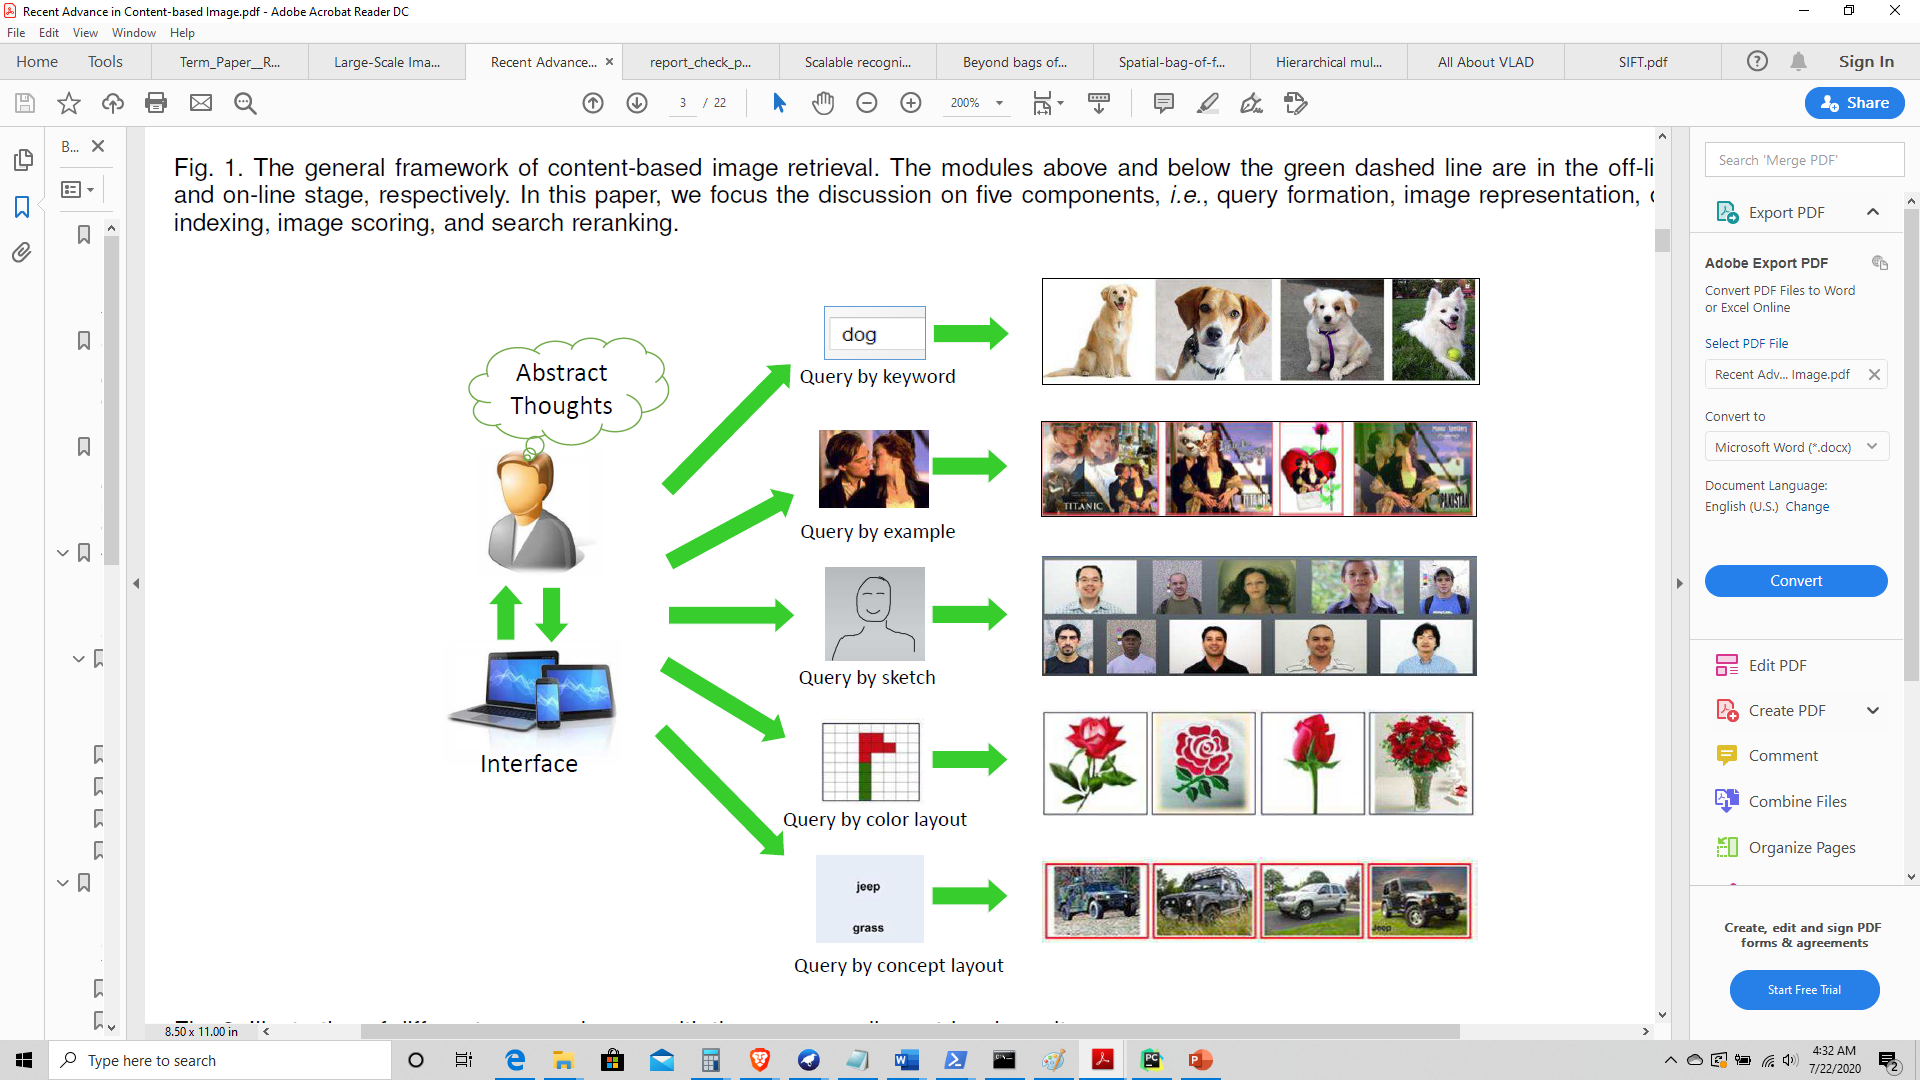 Recent Advance in Content-based Image.pdf - Adobe Acrobat Reader DC
File Edit View Window Help
Home Tools Term_Paper__R... Large-Scale Ima... Recent Advance... report_check_p... Scalable recogni... Beyond bags of... Spatial-bag-of-f... Hierarchical mul... All About VLAD SIFT.pdf Sign In
3 / 22 200% Share
B...
Fig. 1. The general framework of content-based image retrieval. The modules above and below the green dashed line are in the off-li
and on-line stage, respectively. In this paper, we focus the discussion on five components, i.e., query formation, image representation,
indexing, image scoring, and search reranking.
Abstract
Thoughts
Interface
dog
Query by keyword
TITANIC
TITANIC
PAKISTAN
Query by example
Query by sketch
Query by color layout
jeep
grass
Jeep
Query by concept layout
8.50 x 11.00 in
Search 'Merge PDF'
Export PDF
Adobe Export PDF
Convert PDF Files to Word
or Excel Online
Select PDF File
Recent Adv... Image.pdf
Convert to
Microsoft Word (*.docx)
Document Language:
English (U.S.) Change
Convert
Edit PDF
Create PDF
Comment
Combine Files
Organize Pages
Create, edit and sign PDF
forms & agreements
Start Free Trial
Type here to search
4:32 AM
7/22/2020
2